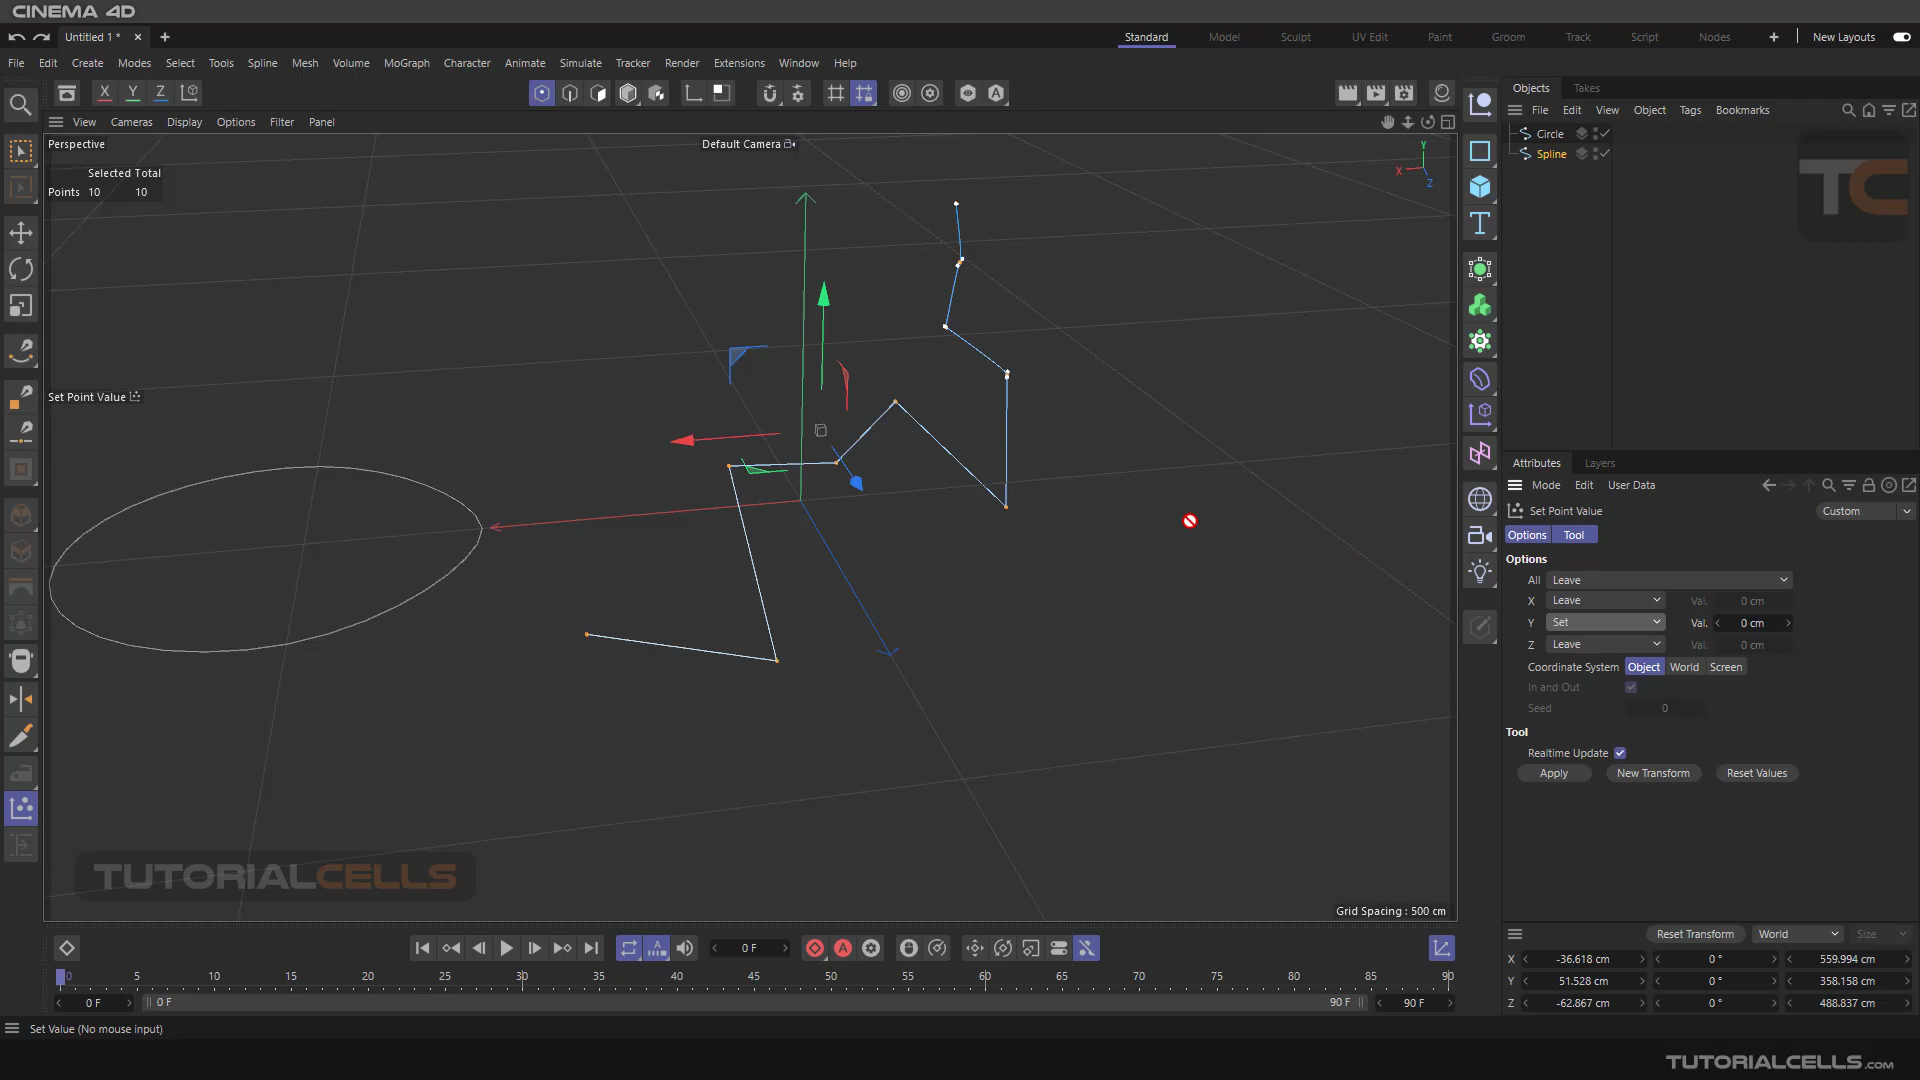 CINEMA 4D
Untitled 1 *
Standard Model Sculpt UV Edit Paint Groom Track Script Nodes New Layouts
File Edit Create Modes Select Tools Spline Mesh Volume MoGraph Character Animate Simulate Tracker Render Extensions Window Help
X Y Z
Objects Takes
File Edit View Object Tags Bookmarks
View Cameras Display Options Filter Panel
Perspective
Default Camera
Selected Total
Points 10 10
Y
X
Z
Circle
Spline
TC
Set Point Value
Attributes Layers
Mode Edit User Data
Set Point Value Custom
Options Tool
Options
All Leave
X Leave Val. 0 cm
Y Set Val. 0 cm
Z Leave Val. 0 cm
Coordinate System Object World Screen
In and Out
Seed 0
Tool
Realtime Update
Apply New Transform Reset Values
TUTORIALCELLS
Grid Spacing : 500 cm
Reset Transform World Size
0 F
0 5 10 15 20 25 30 35 40 45 50 55 60 65 70 75 80 85 90
0 F 0 F 90 F 90 F
X -36.618 cm 0 ° 559.994 cm
Y 51.528 cm 0 ° 358.158 cm
Z -62.867 cm 0 ° 488.837 cm
Set Value (No mouse input)
TUTORIALCELLS.COM